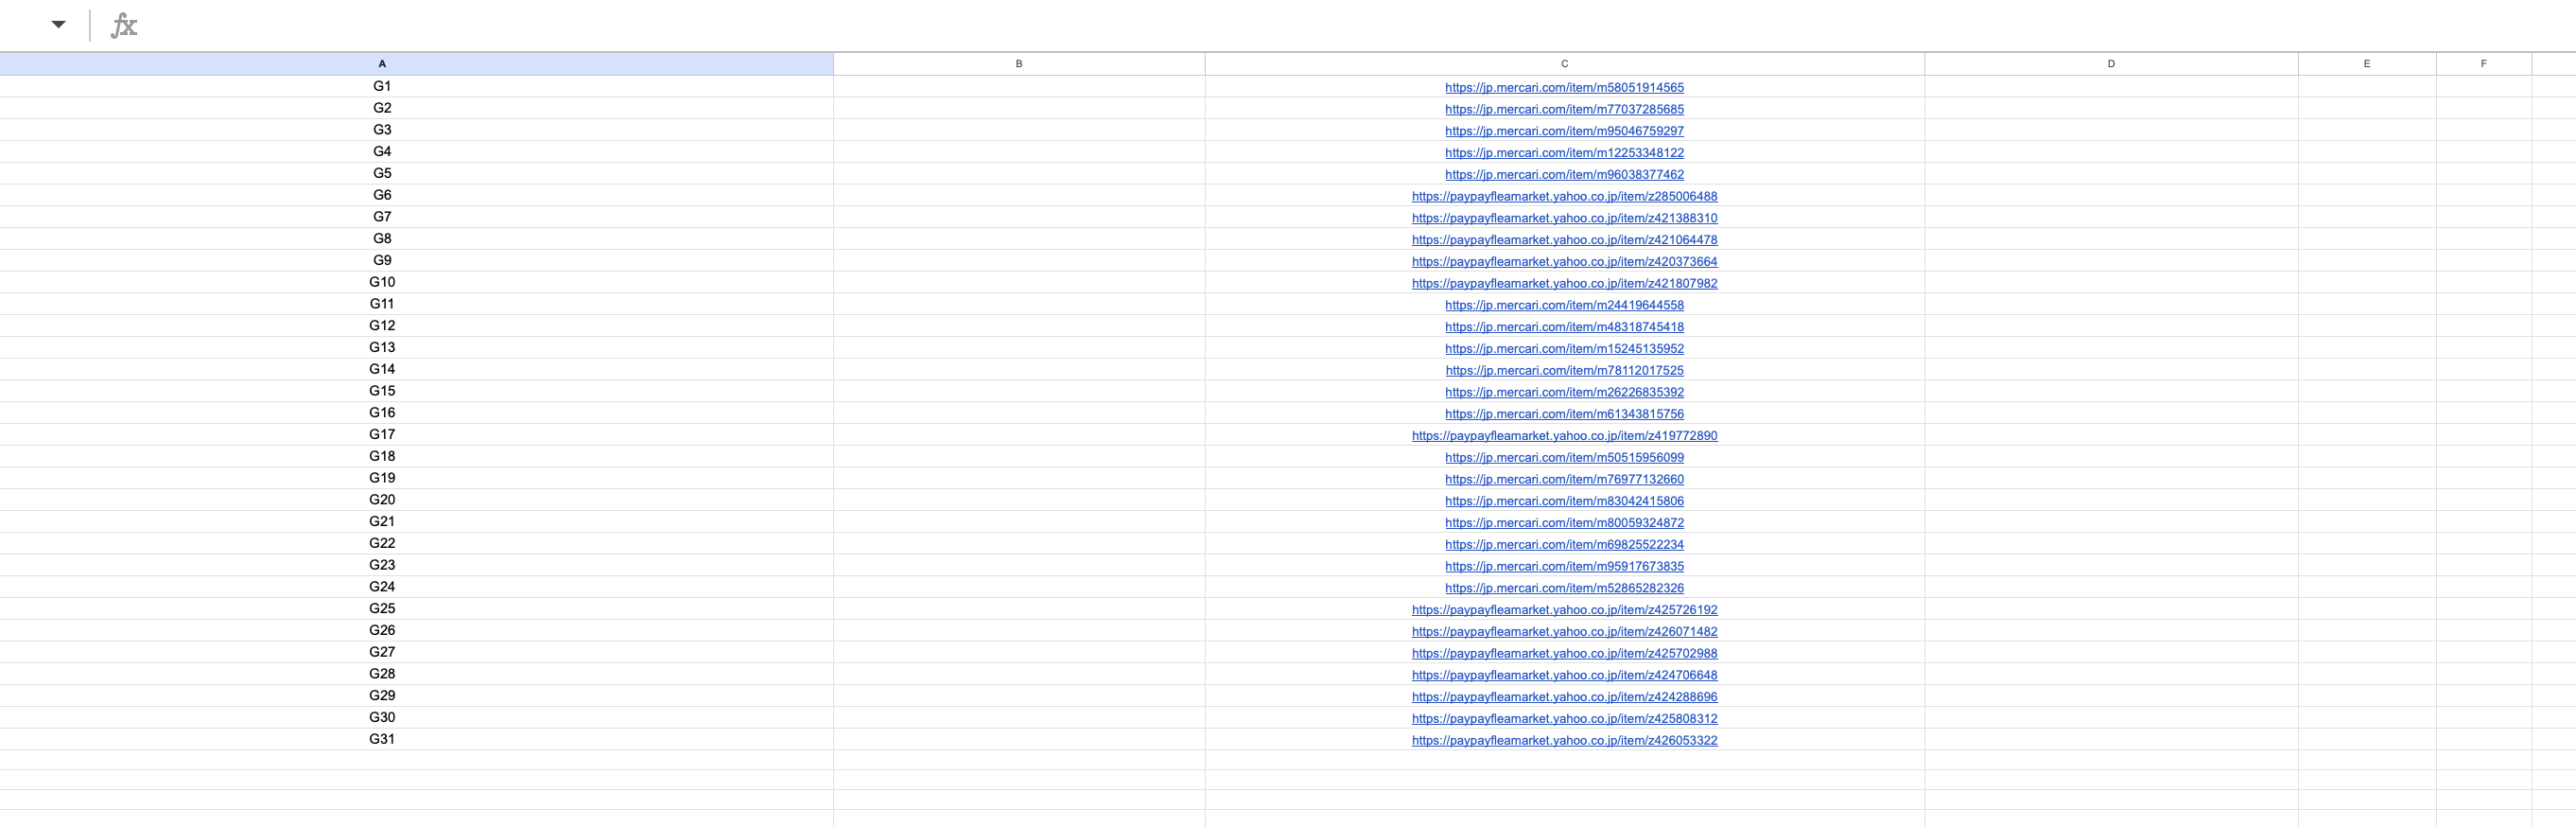 fx
A B C D E F
G1 https://jp.mercari.com/item/m58051914565
G2 https://jp.mercari.com/item/m77037285685
G3 https://jp.mercari.com/item/m95046759297
G4 https://jp.mercari.com/item/m12253348122
G5 https://jp.mercari.com/item/m96038377462
G6 https://paypayfleamarket.yahoo.co.jp/item/z285006488
G7 https://paypayfleamarket.yahoo.co.jp/item/z421388310
G8 https://paypayfleamarket.yahoo.co.jp/item/z421064478
G9 https://paypayfleamarket.yahoo.co.jp/item/z420373664
G10 https://paypayfleamarket.yahoo.co.jp/item/z421807982
G11 https://jp.mercari.com/item/m24419644558
G12 https://jp.mercari.com/item/m48318745418
G13 https://jp.mercari.com/item/m15245135952
G14 https://jp.mercari.com/item/m78112017525
G15 https://jp.mercari.com/item/m26226835392
G16 https://jp.mercari.com/item/m61343815756
G17 https://paypayfleamarket.yahoo.co.jp/item/z419772890
G18 https://jp.mercari.com/item/m50515956099
G19 https://jp.mercari.com/item/m76977132660
G20 https://jp.mercari.com/item/m83042415806
G21 https://jp.mercari.com/item/m80059324872
G22 https://jp.mercari.com/item/m69825522234
G23 https://jp.mercari.com/item/m95917673835
G24 https://jp.mercari.com/item/m52865282326
G25 https://paypayfleamarket.yahoo.co.jp/item/z425726192
G26 https://paypayfleamarket.yahoo.co.jp/item/z426071482
G27 https://paypayfleamarket.yahoo.co.jp/item/z425702988
G28 https://paypayfleamarket.yahoo.co.jp/item/z424706648
G29 https://paypayfleamarket.yahoo.co.jp/item/z424288696
G30 https://paypayfleamarket.yahoo.co.jp/item/z425808312
G31 https://paypayfleamarket.yahoo.co.jp/item/z426053322